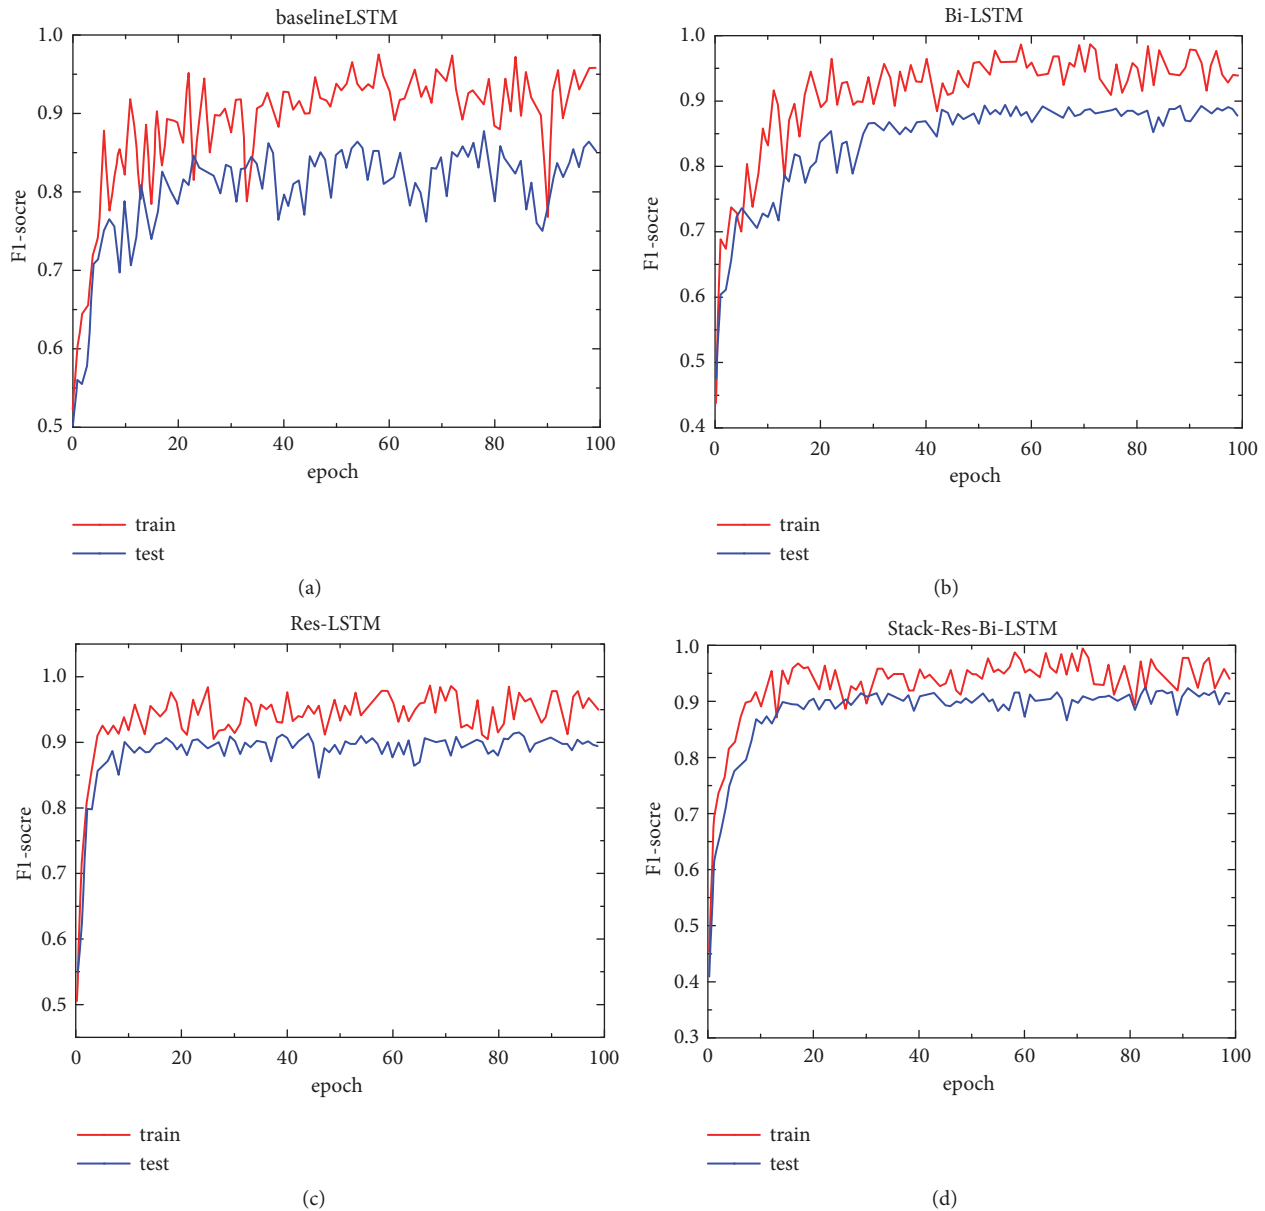 baselineLSTM
1.0
0.9
0.8
0.7
0.6
0.5
F1-socre
0 20 40 60 80 100
epoch
train
test
(a)
Bi-LSTM
1.0
0.9
0.8
0.7
0.6
0.5
0.4
F1-socre
0 20 40 60 80 100
epoch
train
test
(b)
Res-LSTM
1.0
0.9
0.8
0.7
0.6
0.5
F1-socre
0 20 40 60 80 100
epoch
train
test
(c)
Stack-Res-Bi-LSTM
1.0
0.9
0.8
0.7
0.6
0.5
0.4
0.3
F1-socre
0 20 40 60 80 100
epoch
train
test
(d)